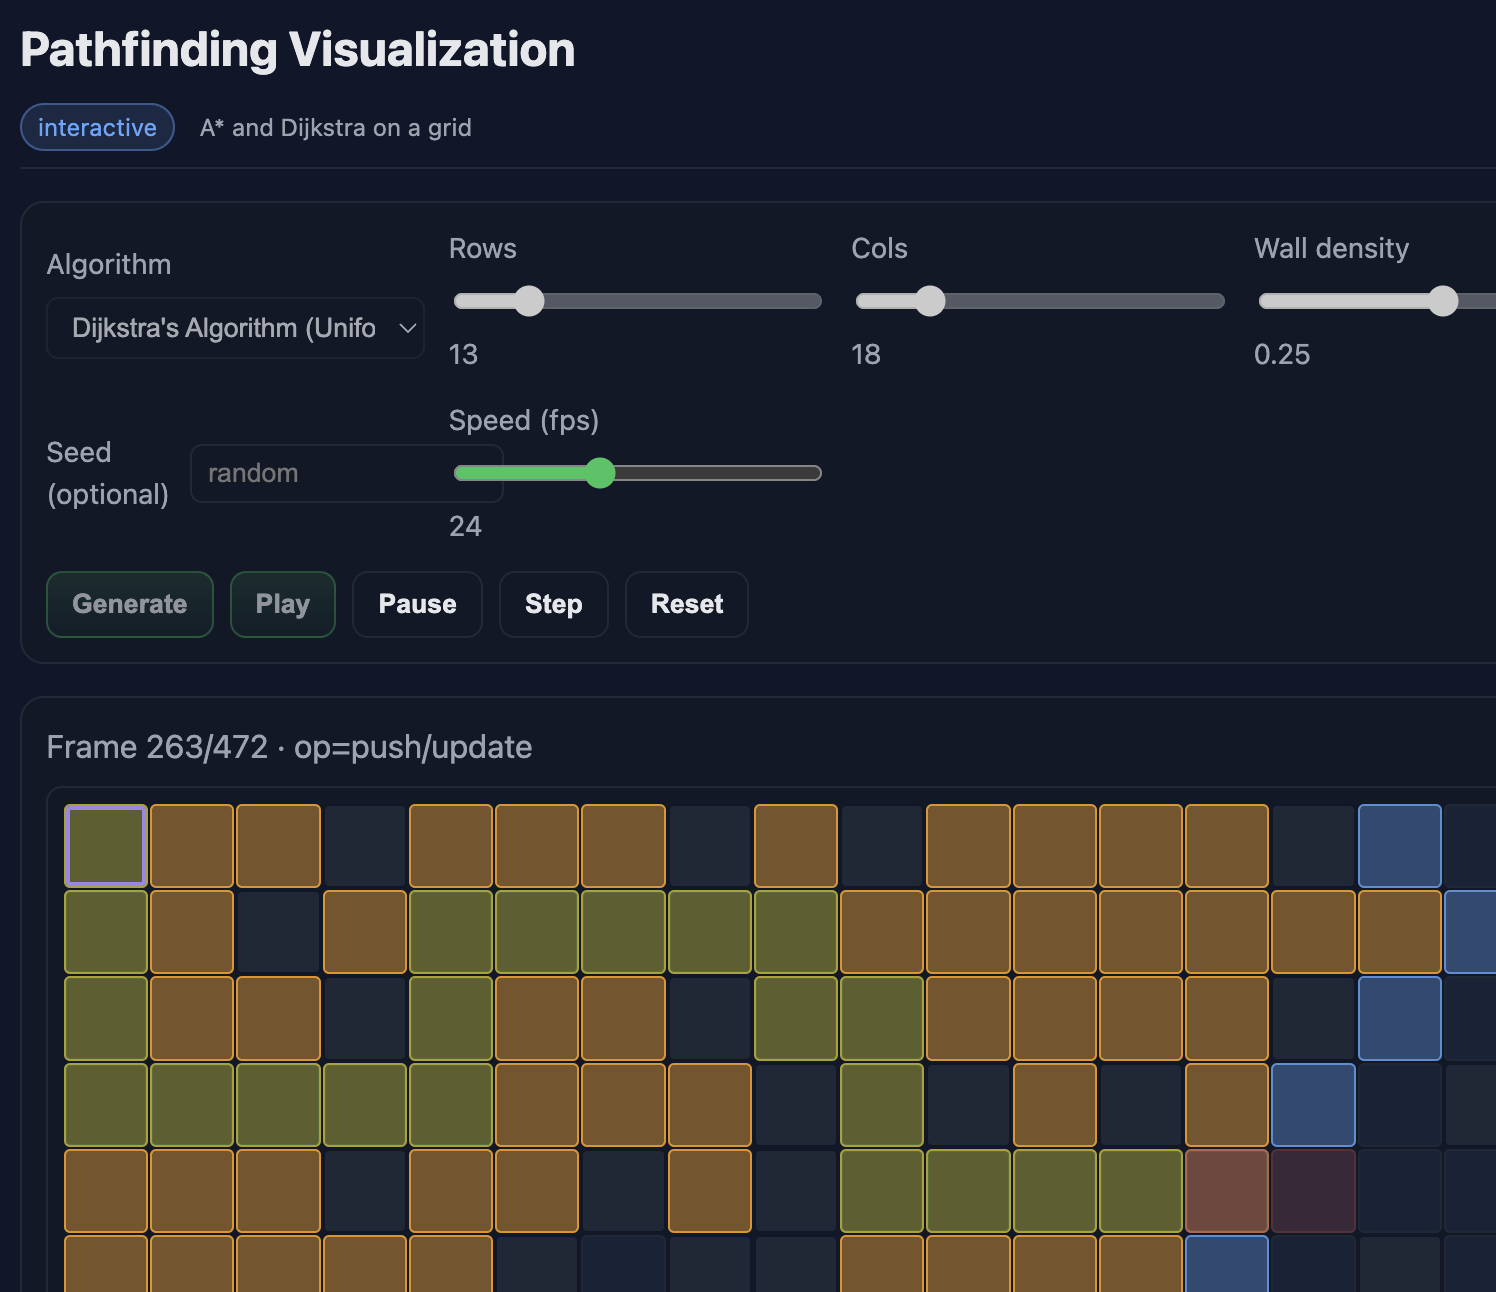 Pathfinding Visualization
interactive
A* and Dijkstra on a grid
Algorithm
Dijkstra's Algorithm (Unifo
Rows
13
Cols
18
Wall density
0.25
Seed
(optional)
random
Speed (fps)
24
Generate
Play
Pause
Step
Reset
Frame 263/472 · op=push/update